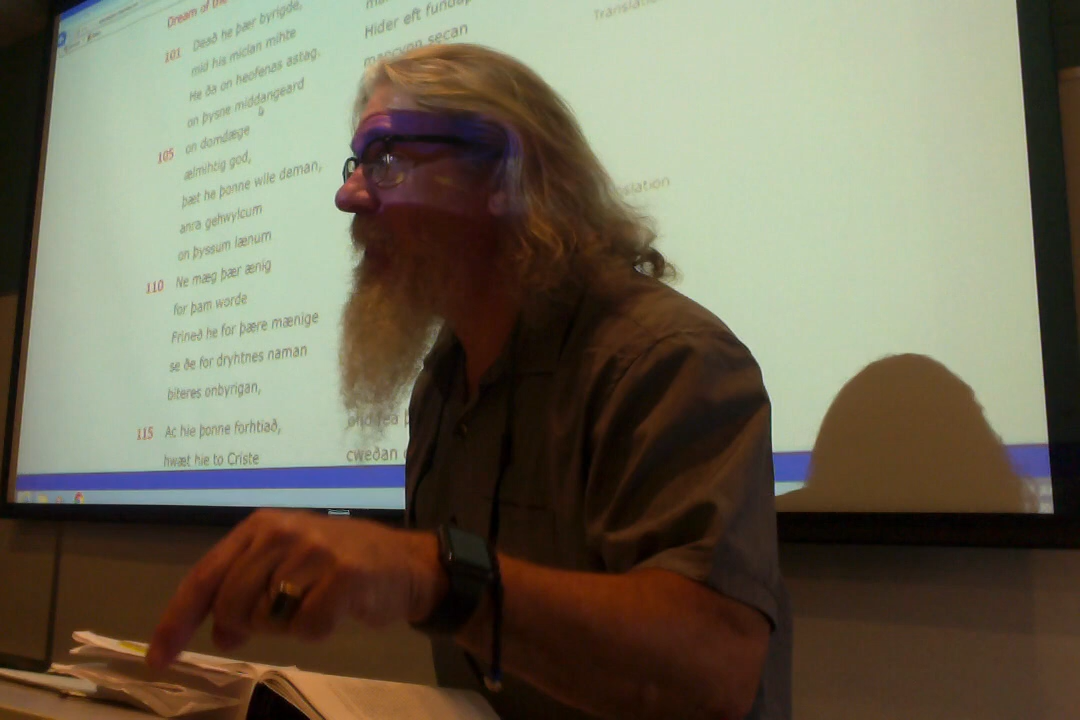 Dream of the
101 Deað he þær byrigde,
mid his miclan mihte
He ða on heofenas astag.
on þysne middangeard
105 on domdæge
ælmihtig god,
þæt he þonne wile deman,
anra gehwylcum
on þyssum lænum
110 Ne mæg þær ænig
for þam worde
Frineð he for þære mænige
se ðe for dryhtnes naman
biteres onbyrigan,
115 Ac hie þonne forhtiað,
hwæt hie to Criste
Hider eft
mancynn secan
cweðan
Translation